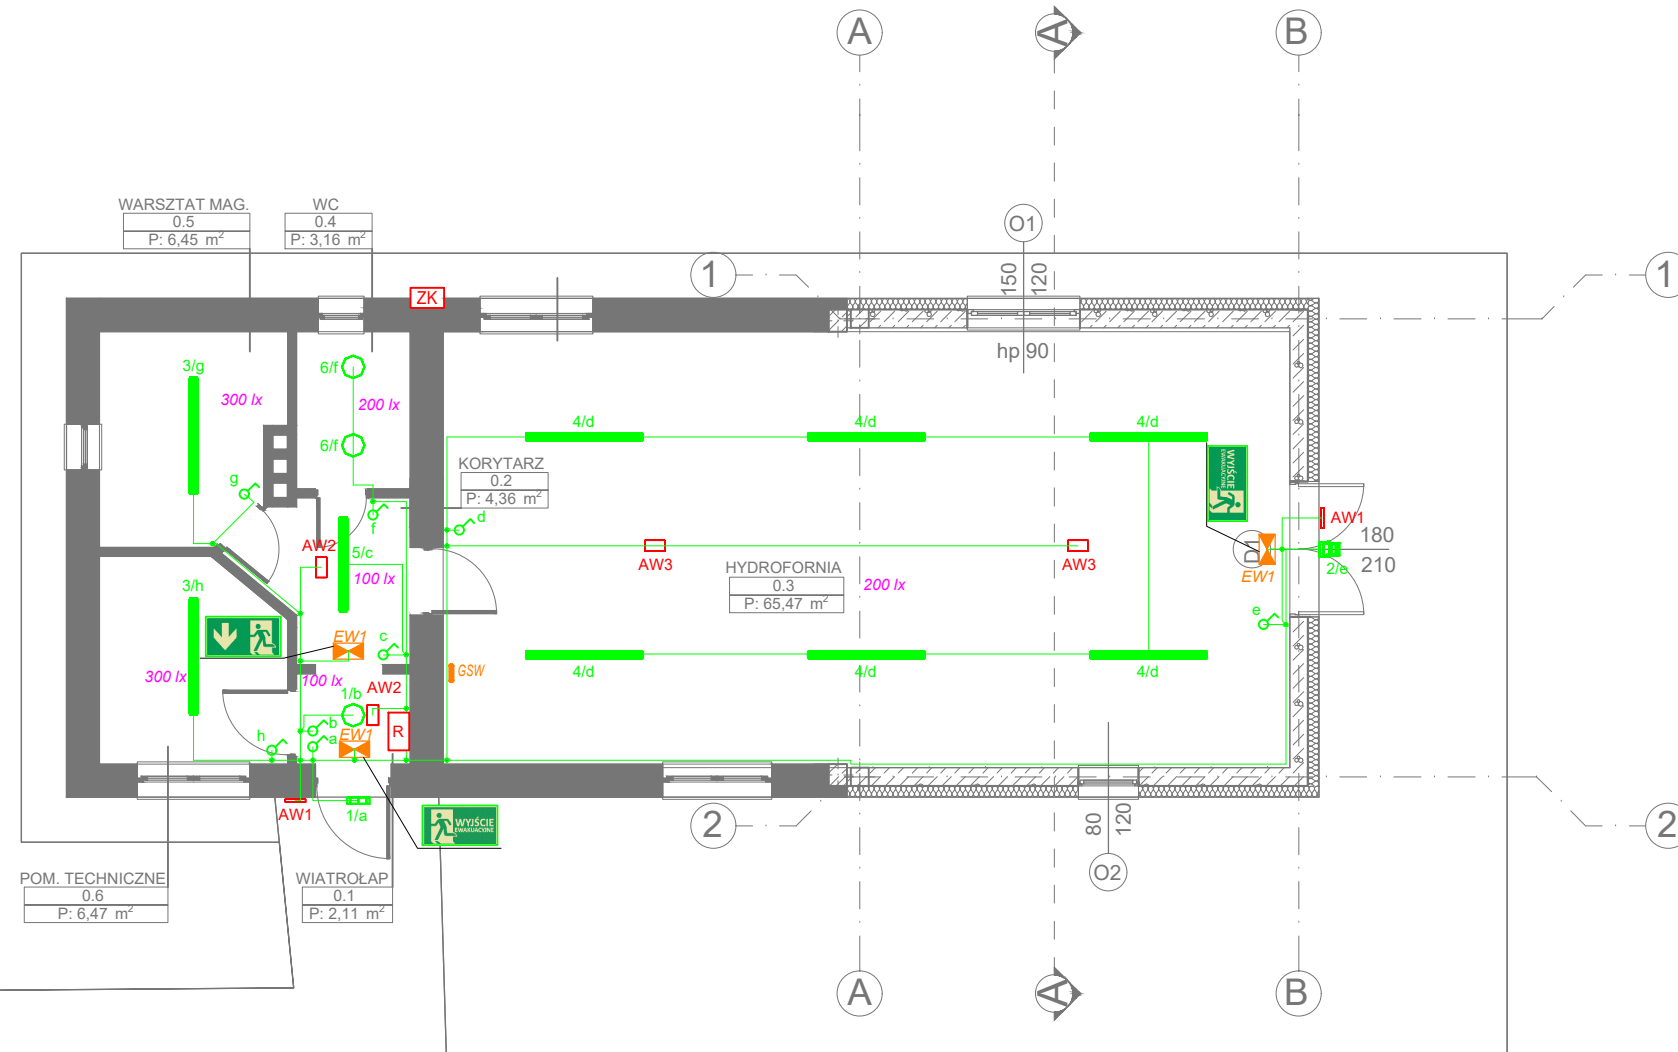 A
A
B
WARSZTAT MAG.
0.5
P: 6,45 m²
WC
0.4
P: 3,16 m²
O1
150
120
1
1
ZK
hp 90
3/g
300 lx
6/f
200 lx
6/f
4/d
4/d
4/d
KORYTARZ
0.2
P: 4,36 m²
g
f
d
WYJŚCIE
EWAKUACYJNE
AW1
180
210
2/e
D1
EW1
AW2
5/c
100 lx
AW3
AW3
HYDROFORNIA
0.3
P: 65,47 m²
200 lx
3/h
e
EW1
c
GSW
300 lx
100 lx
1/b
AW2
4/d
4/d
4/d
R
b
a
h
EW1
AW1
1/a
WYJŚCIE
EWAKUACYJNE
2
2
80
120
O2
POM. TECHNICZNE
0.6
P: 6,47 m²
WIATROŁAP
0.1
P: 2,11 m²
A
A
B